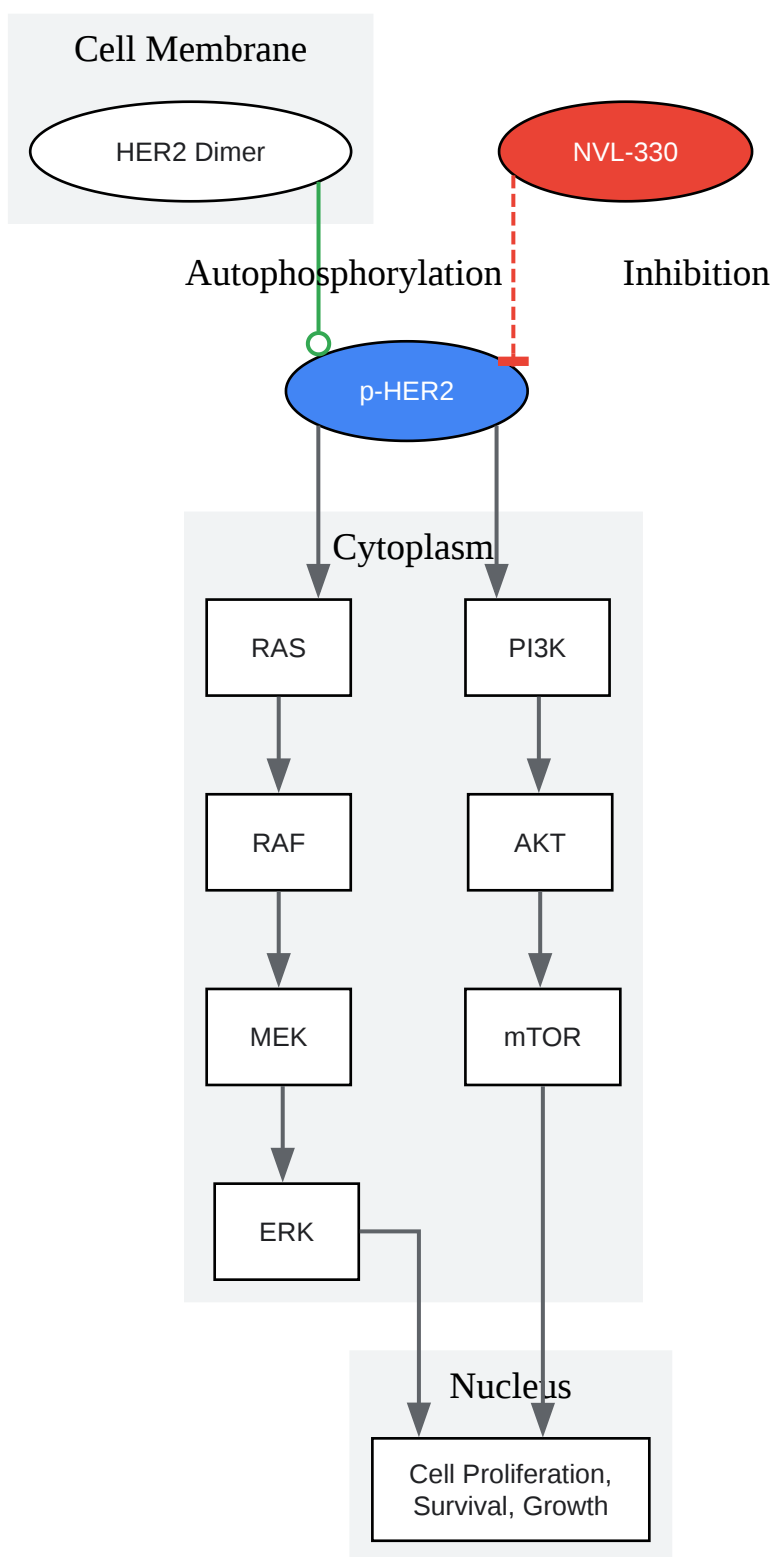 Cell Membrane
HER2 Dimer
NVL-330
Autophosphorylation
Inhibition
p-HER2
Cytoplasm
RAS
PI3K
RAF
AKT
MEK
mTOR
ERK
Nucleus
Cell Proliferation,
Survival, Growth